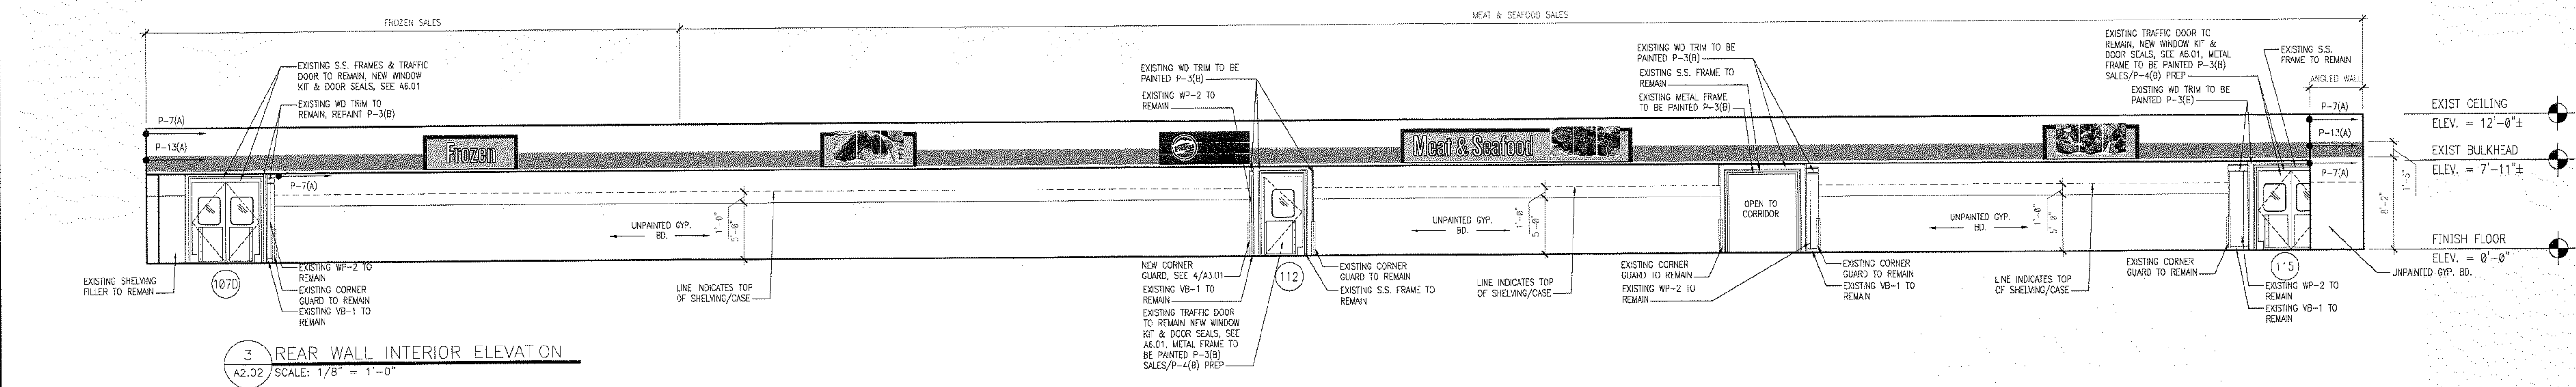 FROZEN SALES
MEAT & SEAFOOD SALES
EXISTING S.S. FRAMES & TRAFFIC
DOOR TO REMAIN, NEW WINDOW
KIT & DOOR SEALS, SEE A6.01
EXISTING WD TRIM TO
REMAIN, REPAINT P-3(B)
P-7(A)
P-13(A)
P-7(A)
Frozen
EXISTING WD TRIM TO BE
PAINTED P-3(B)
EXISTING WP-2 TO
REMAIN
Meat & Seafood
EXISTING WD TRIM TO BE
PAINTED P-3(B)
EXISTING S.S. FRAME TO
REMAIN
EXISTING METAL FRAME
TO BE PAINTED P-3(B)
EXISTING TRAFFIC DOOR TO
REMAIN, NEW WINDOW KIT &
DOOR SEALS, SEE A6.01, METAL
FRAME TO BE PAINTED P-3(B)
SALES/P-4(B) PREP
EXISTING WD TRIM TO BE
PAINTED P-3(B)
EXISTING S.S.
FRAME TO REMAIN
ANGLED WALL
P-7(A)
P-13(A)
P-7(A)
EXIST CEILING
ELEV. = 12'-0"±
EXIST BULKHEAD
ELEV. = 7'-11"±
1'-5"
8'-2"
FINISH FLOOR
ELEV. = 0'-0"
UNPAINTED GYP.
BD.
1'-0"
5'-0"
UNPAINTED GYP.
BD.
1'-0"
5'-0"
OPEN TO
CORRIDOR
UNPAINTED GYP.
BD.
1'-0"
5'-0"
EXISTING SHELVING
FILLER TO REMAIN
107D
EXISTING WP-2 TO
REMAIN
EXISTING CORNER
GUARD TO REMAIN
EXISTING VB-1 TO
REMAIN
LINE INDICATES TOP
OF SHELVING/CASE
NEW CORNER
GUARD, SEE 4/A3.01
EXISTING VB-1 TO
REMAIN
EXISTING TRAFFIC DOOR
TO REMAIN NEW WINDOW
KIT & DOOR SEALS, SEE
A6.01, METAL FRAME TO
BE PAINTED P-3(B)
SALES/P-4(B) PREP
112
EXISTING CORNER
GUARD TO REMAIN
EXISTING S.S. FRAME TO
REMAIN
LINE INDICATES TOP
OF SHELVING/CASE
EXISTING CORNER
GUARD TO REMAIN
EXISTING WP-2 TO
REMAIN
EXISTING CORNER
GUARD TO REMAIN
EXISTING VB-1 TO
REMAIN
LINE INDICATES TOP
OF SHELVING/CASE
EXISTING CORNER
GUARD TO REMAIN
115
EXISTING WP-2 TO
REMAIN
EXISTING VB-1 TO
REMAIN
UNPAINTED GYP. BD.
3
A2.02
REAR WALL INTERIOR ELEVATION
SCALE: 1/8" = 1'-0"